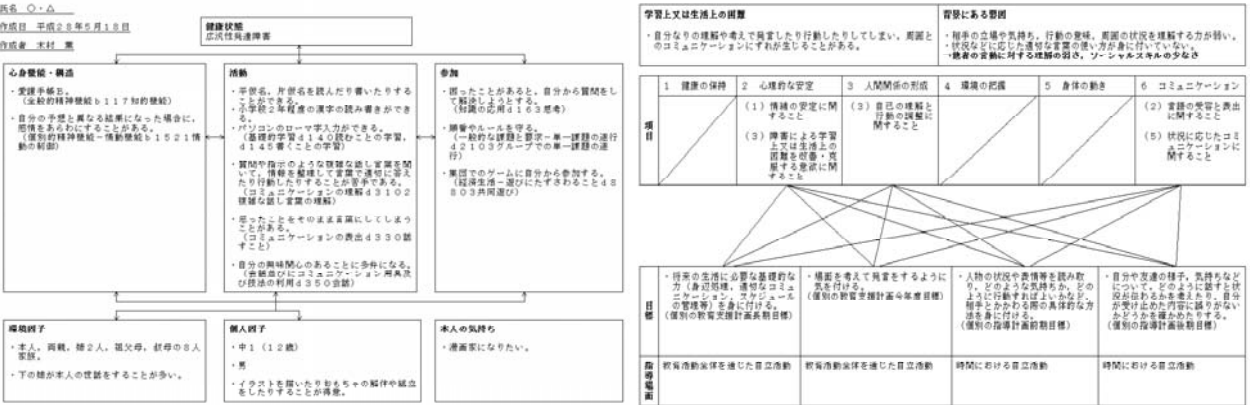 氏名 ○・△
作成日 平成28年5月18日
作成者 木村 薫
健康状態
広汎性発達障害
心身機能・構造
・愛護手帳B。
(全般的精神機能b117知的機能)
・自分の予想と異なる結果になった場合に、
感情をあらわにすることがある。
(個別的精神機能-情動機能b1521情
動の制御)
活動
・平仮名、片仮名を読んだり書いたりする
ことができる。
・小学校2年程度の漢字の読み書きができ
る。
・パソコンのローマ字入力ができる。
(基礎的学習d140読むことの学習,
d145書くことの学習)
・質問や指示のような複雑な話し言葉を聞
いて、情報を整理して言葉で適切に答え
たり行動したりすることが苦手である。
(コミュニケーションの理解d3102
複雑な話し言葉の理解)
・思ったことをそのまま言葉にしてしまう
ことがある。
(コミュニケーションの表出d330話
すこと)
・自分の興味関心のあることに多弁になる。
(会話並びにコミュニケーション用具及
び技法の利用d350会話)
参加
・困ったことがあると、自分から質問をし
て解決しようとする。
(知識の応用d163思考)
・順番やルールを守る。
(一般的な課題と要求-単一課題の遂行
d2103グループでの単一課題の遂
行)
・集団でのゲームに自分から参加する。
(経済生活-遊びにたずさわることd8
803共同遊び)
環境因子
・本人、両親、姉2人、祖父母、叔母の8人
家族。
・下の姉が本人の世話をすることが多い。
個人因子
・中1(12歳)
・男
・イラストを描いたりおもちゃの解体や組立
をしたりすることが得意。
本人の気持ち
・漫画家になりたい。
学習上又は生活上の困難
・自分なりの理解や考えで発言したり行動したりしてしまい、周囲と
のコミュニケーションにずれが生じることがある。
背景にある要因
・相手の立場や気持ち、行動の意味、周囲の状況を理解する力が弱い。
・状況などに応じた適切な言葉の使い方が身に付いていない。
→他者の言動に対する理解の弱さ、ソーシャルスキルの少なさ
項目
1 健康の保持
2 心理的な安定
3 人間関係の形成
4 環境の把握
5 身体の動き
6 コミュニケーション
(1)情緒の安定に関
すること
(3)障害による学習
上又は生活上の
困難を改善・克
服する意欲に関
すること
(3)自己の理解と
行動の調整に
関すること
(2)言語の受容と表出
に関すること
(5)状況に応じたコミ
ュニケーションに
関すること
目標
・将来の生活に必要な基礎的な
力(身辺処理、適切なコミュ
ニケーション、スケジュール
の管理等)を身に付ける。
(個別の教育支援計画長期目標)
・場面を考えて発言をするように
気を付ける。
(個別の教育支援計画今年度目標)
・人物の状況や表情等を読み取
り、どのような気持ちか、どの
ように行動すればよいかなど、
相手とかかわる際の具体的な方
法を身に付ける。
(個別の指導計画前期目標)
・自分や友達の様子、気持ちなど
について、どのように話すと状
況が伝わるかを考えたり、自分
が受け止めた内容に誤りがない
かどうかを確かめたりする。
(個別の指導計画後期目標)
指導場面
教育活動全体を通じた自立活動
教育活動全体を通じた自立活動
時間における自立活動
時間における自立活動